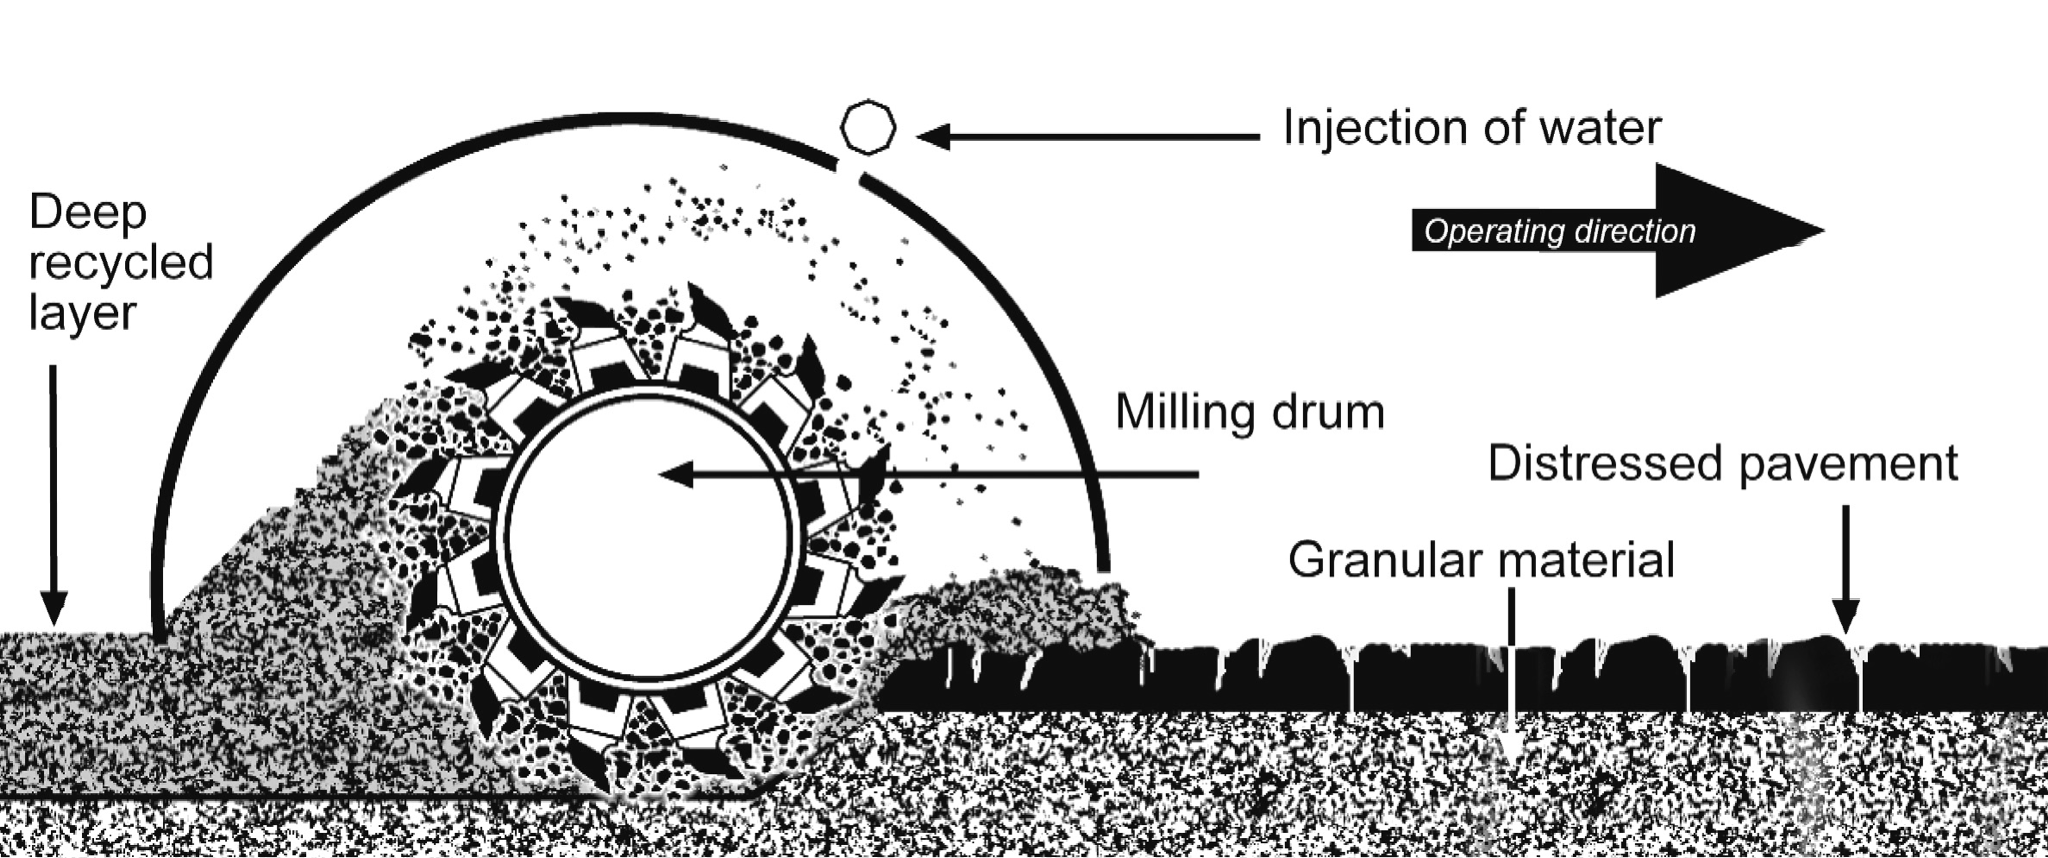 Injection of water
Deep
recycled
layer
Operating direction
Milling drum
Distressed pavement
Granular material